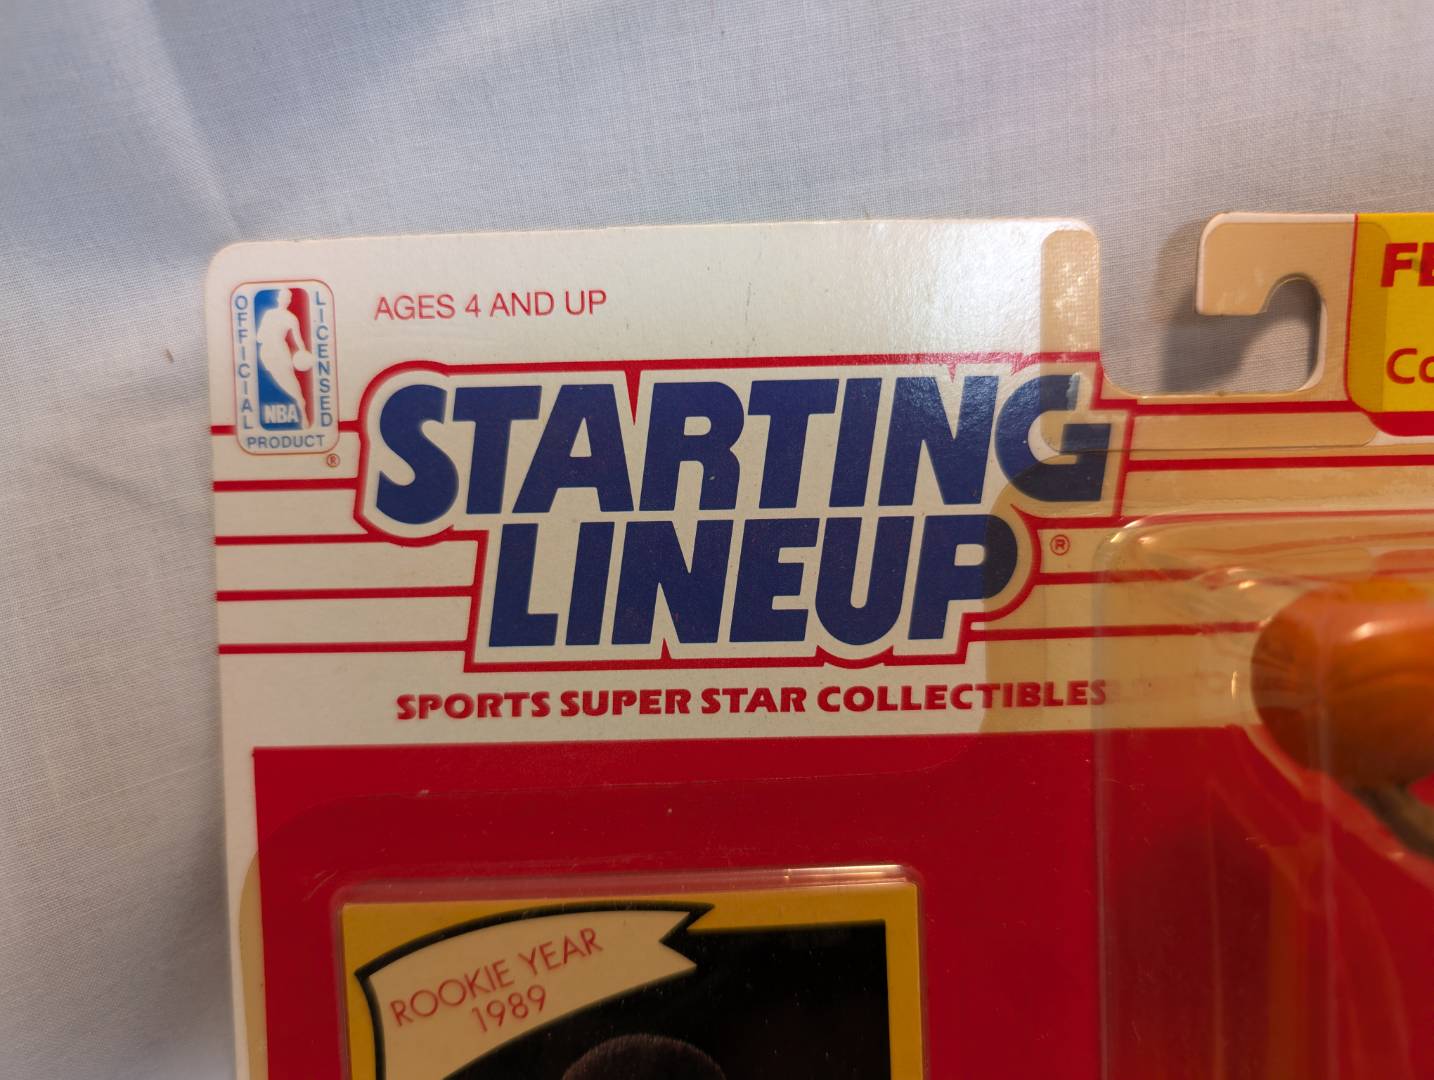 OFFICIAL
LICENSED
NBA
PRODUCT
®
AGES 4 AND UP
STARTING
LINEUP
®
SPORTS SUPER STAR COLLECTIBLES
ROOKIE YEAR
1989